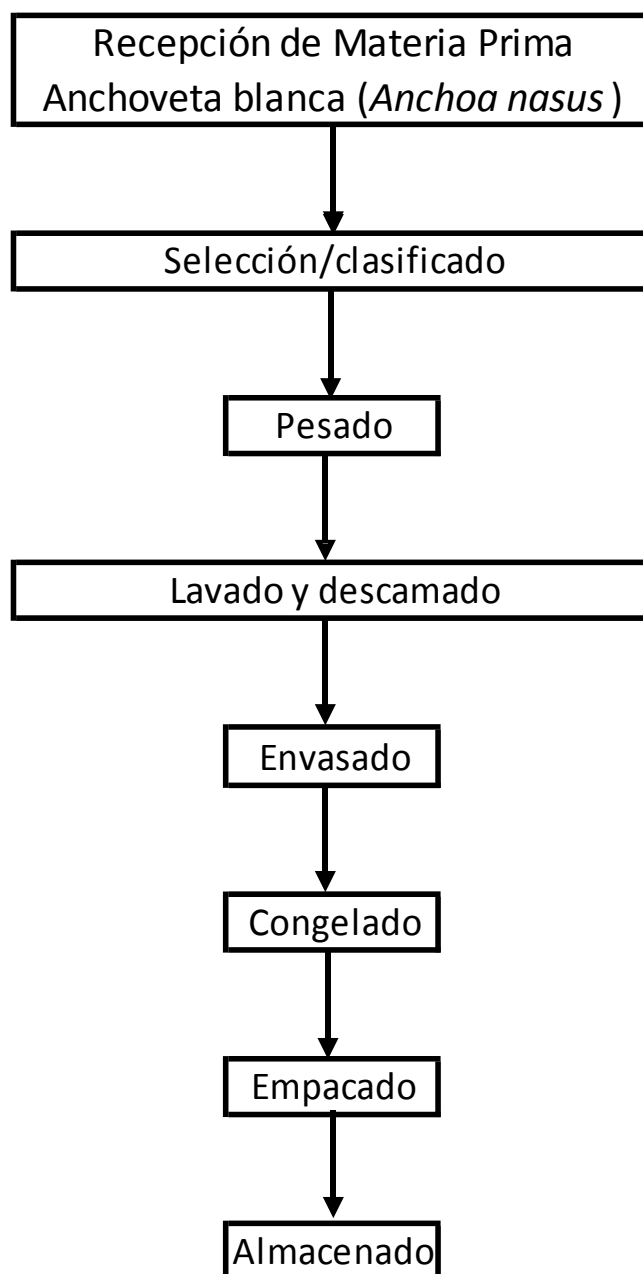 Recepción de Materia Prima
Anchoveta blanca (Anchoa nasus )
Selección/clasificado
Pesado
Lavado y descamado
Envasado
Congelado
Empacado
Almacenado